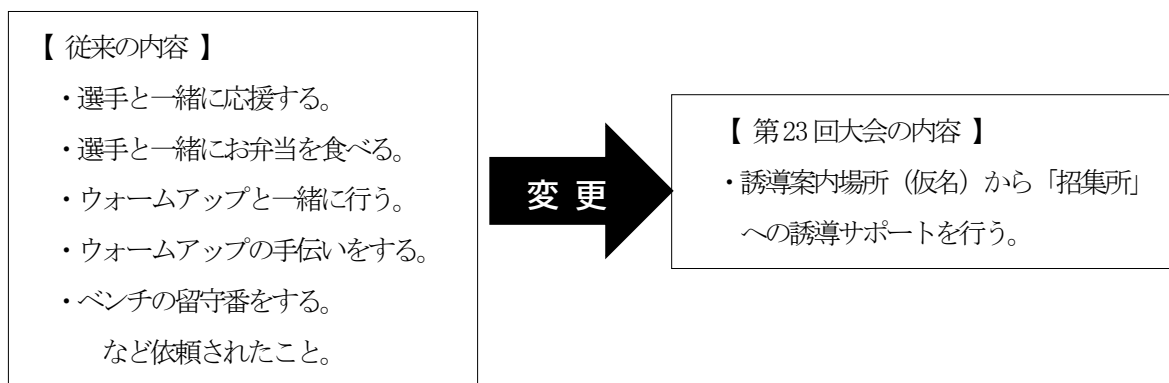 【 従来の内容 】
・選手と一緒に応援する。
・選手と一緒にお弁当を食べる。
・ウォームアップと一緒に行う。
・ウォームアップの手伝いをする。
・ベンチの留守番をする。
など依頼されたこと。
変 更
【 第23回大会の内容 】
・誘導案内場所（仮名）から「招集所」
への誘導サポートを行う。